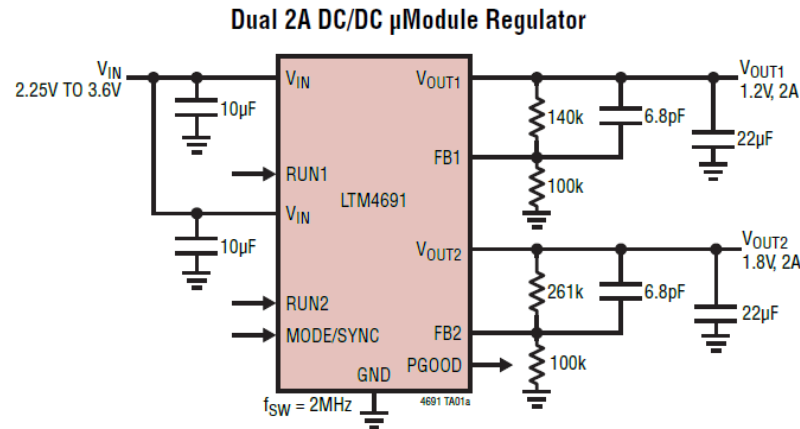 Dual 2A DC/DC µModule Regulator
VIN
2.25V TO 3.6V
10µF
VIN
RUN1
VIN
10µF
RUN2
MODE/SYNC
GND
fSW = 2MHz
LTM4691
VOUT1
FB1
VOUT2
FB2
PGOOD
4691 TA01a
140k
6.8pF
100k
22µF
VOUT1
1.2V, 2A
261k
6.8pF
100k
22µF
VOUT2
1.8V, 2A